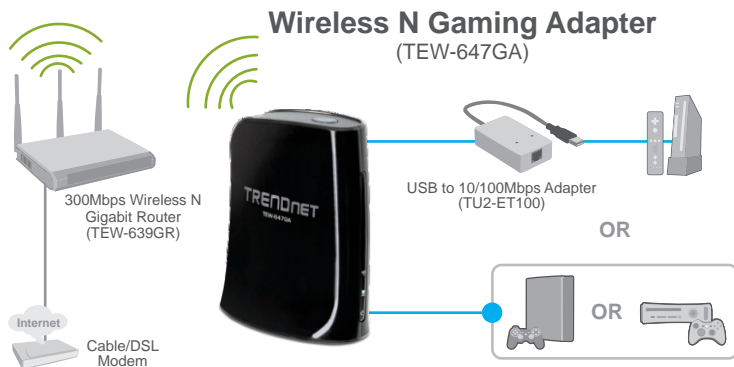 Wireless N Gaming Adapter
(TEW-647GA)
300Mbps Wireless N
Gigabit Router
(TEW-639GR)
Internet
Cable/DSL
Modem
TRENDNET
TEW-647GA
USB to 10/100Mbps Adapter
(TU2-ET100)
OR
OR